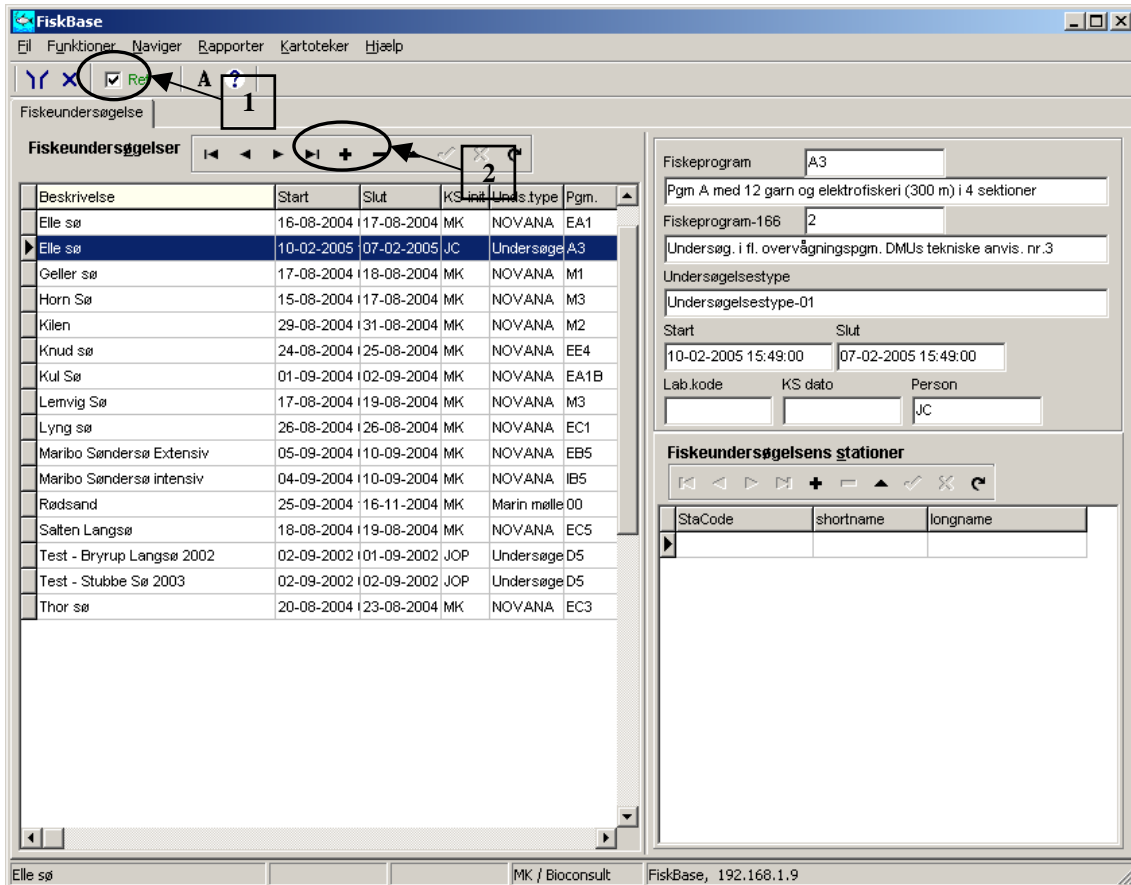 FiskBase
Fil Funktioner Naviger Rapporter Kartoteker Hjælp
A ?
1
Fiskeundersøgelse
Fiskeundersøgelser
2
Beskrivelse Start Slut KS init Unds.type Pgm.
Elle sø 16-08-2004 17-08-2004 MK NOVANA EA1
Elle sø 10-02-2005 07-02-2005 JC Undersøge A3
Geller sø 17-08-2004 18-08-2004 MK NOVANA M1
Horn Sø 15-08-2004 17-08-2004 MK NOVANA M3
Kilen 29-08-2004 31-08-2004 MK NOVANA M2
Knud sø 24-08-2004 25-08-2004 MK NOVANA EE4
Kul Sø 01-09-2004 02-09-2004 MK NOVANA EA1B
Lemvig Sø 17-08-2004 19-08-2004 MK NOVANA M3
Lyng sø 26-08-2004 26-08-2004 MK NOVANA EC1
Maribo Søndersø Extensiv 05-09-2004 10-09-2004 MK NOVANA EB5
Maribo Søndersø intensiv 04-09-2004 10-09-2004 MK NOVANA IB5
Rødsand 25-09-2004 16-11-2004 MK Marin mølle 00
Salten Langsø 18-08-2004 19-08-2004 MK NOVANA EC5
Test - Bryrup Langsø 2002 02-09-2002 01-09-2002 JOP Undersøge D5
Test - Stubbe Sø 2003 02-09-2002 02-09-2002 JOP Undersøge D5
Thor sø 20-08-2004 23-08-2004 MK NOVANA EC3
Fiskeprogram A3
Pgm A med 12 garn og elektrofiskeri (300 m) i 4 sektioner
Fiskeprogram-166 2
Undersøg. i fl. overvågningspgm. DMUs tekniske anvis. nr.3
Undersøgelsestype
Undersøgelsestype-01
Start Slut
10-02-2005 15:49:00 07-02-2005 15:49:00
Lab.kode KS dato Person
JC
Fiskeundersøgelsens stationer
StaCode shortname longname
Elle sø MK / Bioconsult FiskBase, 192.168.1.9